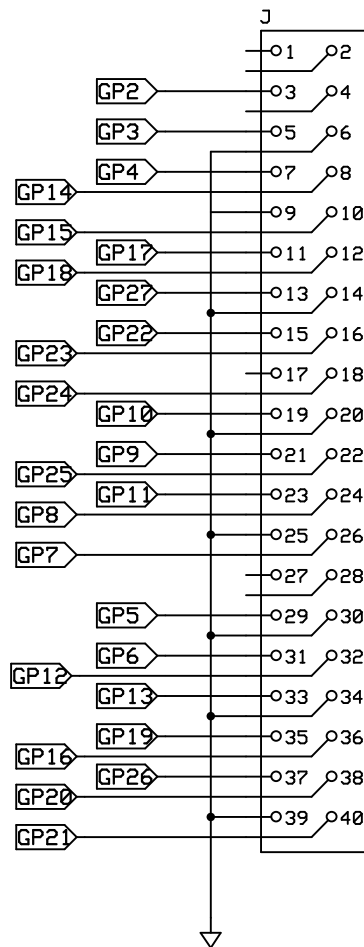 J
1 2
GP2 3 4
GP3 5 6
GP4 7 8
GP14
9 10
GP15
GP17 11 12
GP18
GP27 13 14
GP22 15 16
GP23
17 18
GP24
GP10 19 20
GP9 21 22
GP25
GP11 23 24
GP8
25 26
GP7
27 28
GP5 29 30
GP6 31 32
GP12
GP13 33 34
GP19 35 36
GP16
GP26 37 38
GP20
39 40
GP21